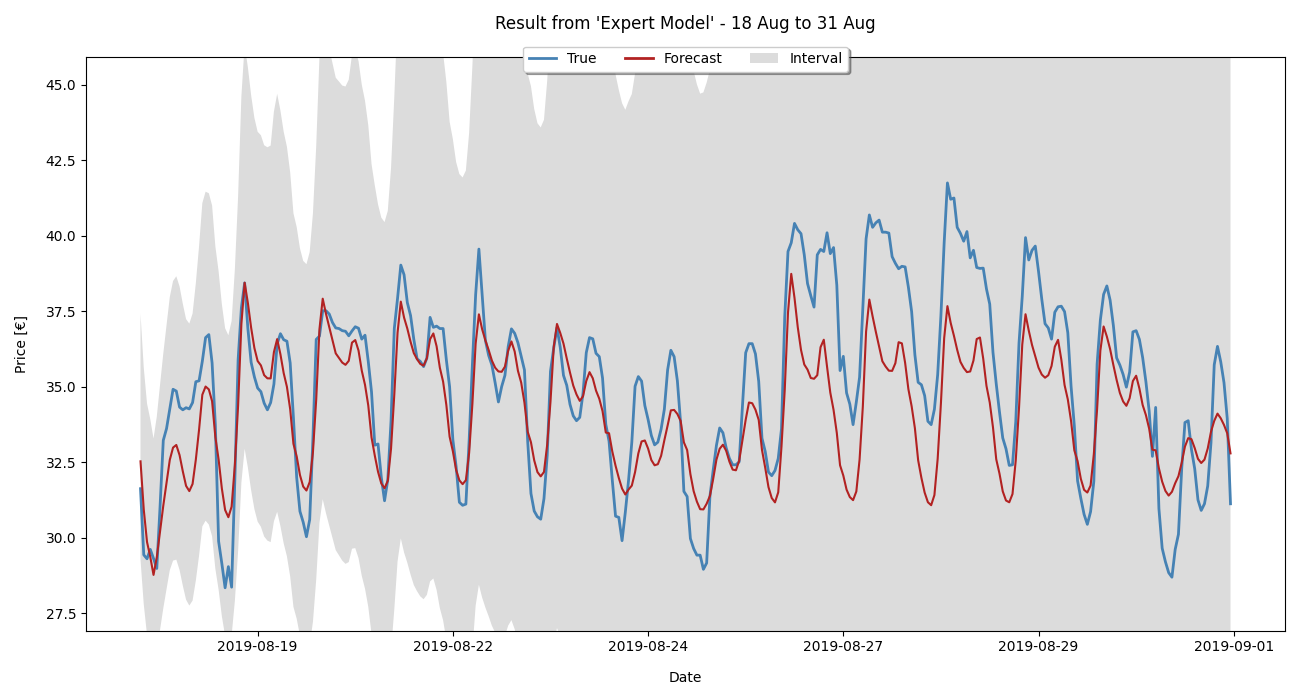 Result from 'Expert Model' - 18 Aug to 31 Aug
True Forecast Interval
45.0
42.5
40.0
37.5
35.0
32.5
30.0
27.5
Price [€]
2019-08-19 2019-08-22 2019-08-24 2019-08-27 2019-08-29 2019-09-01
Date